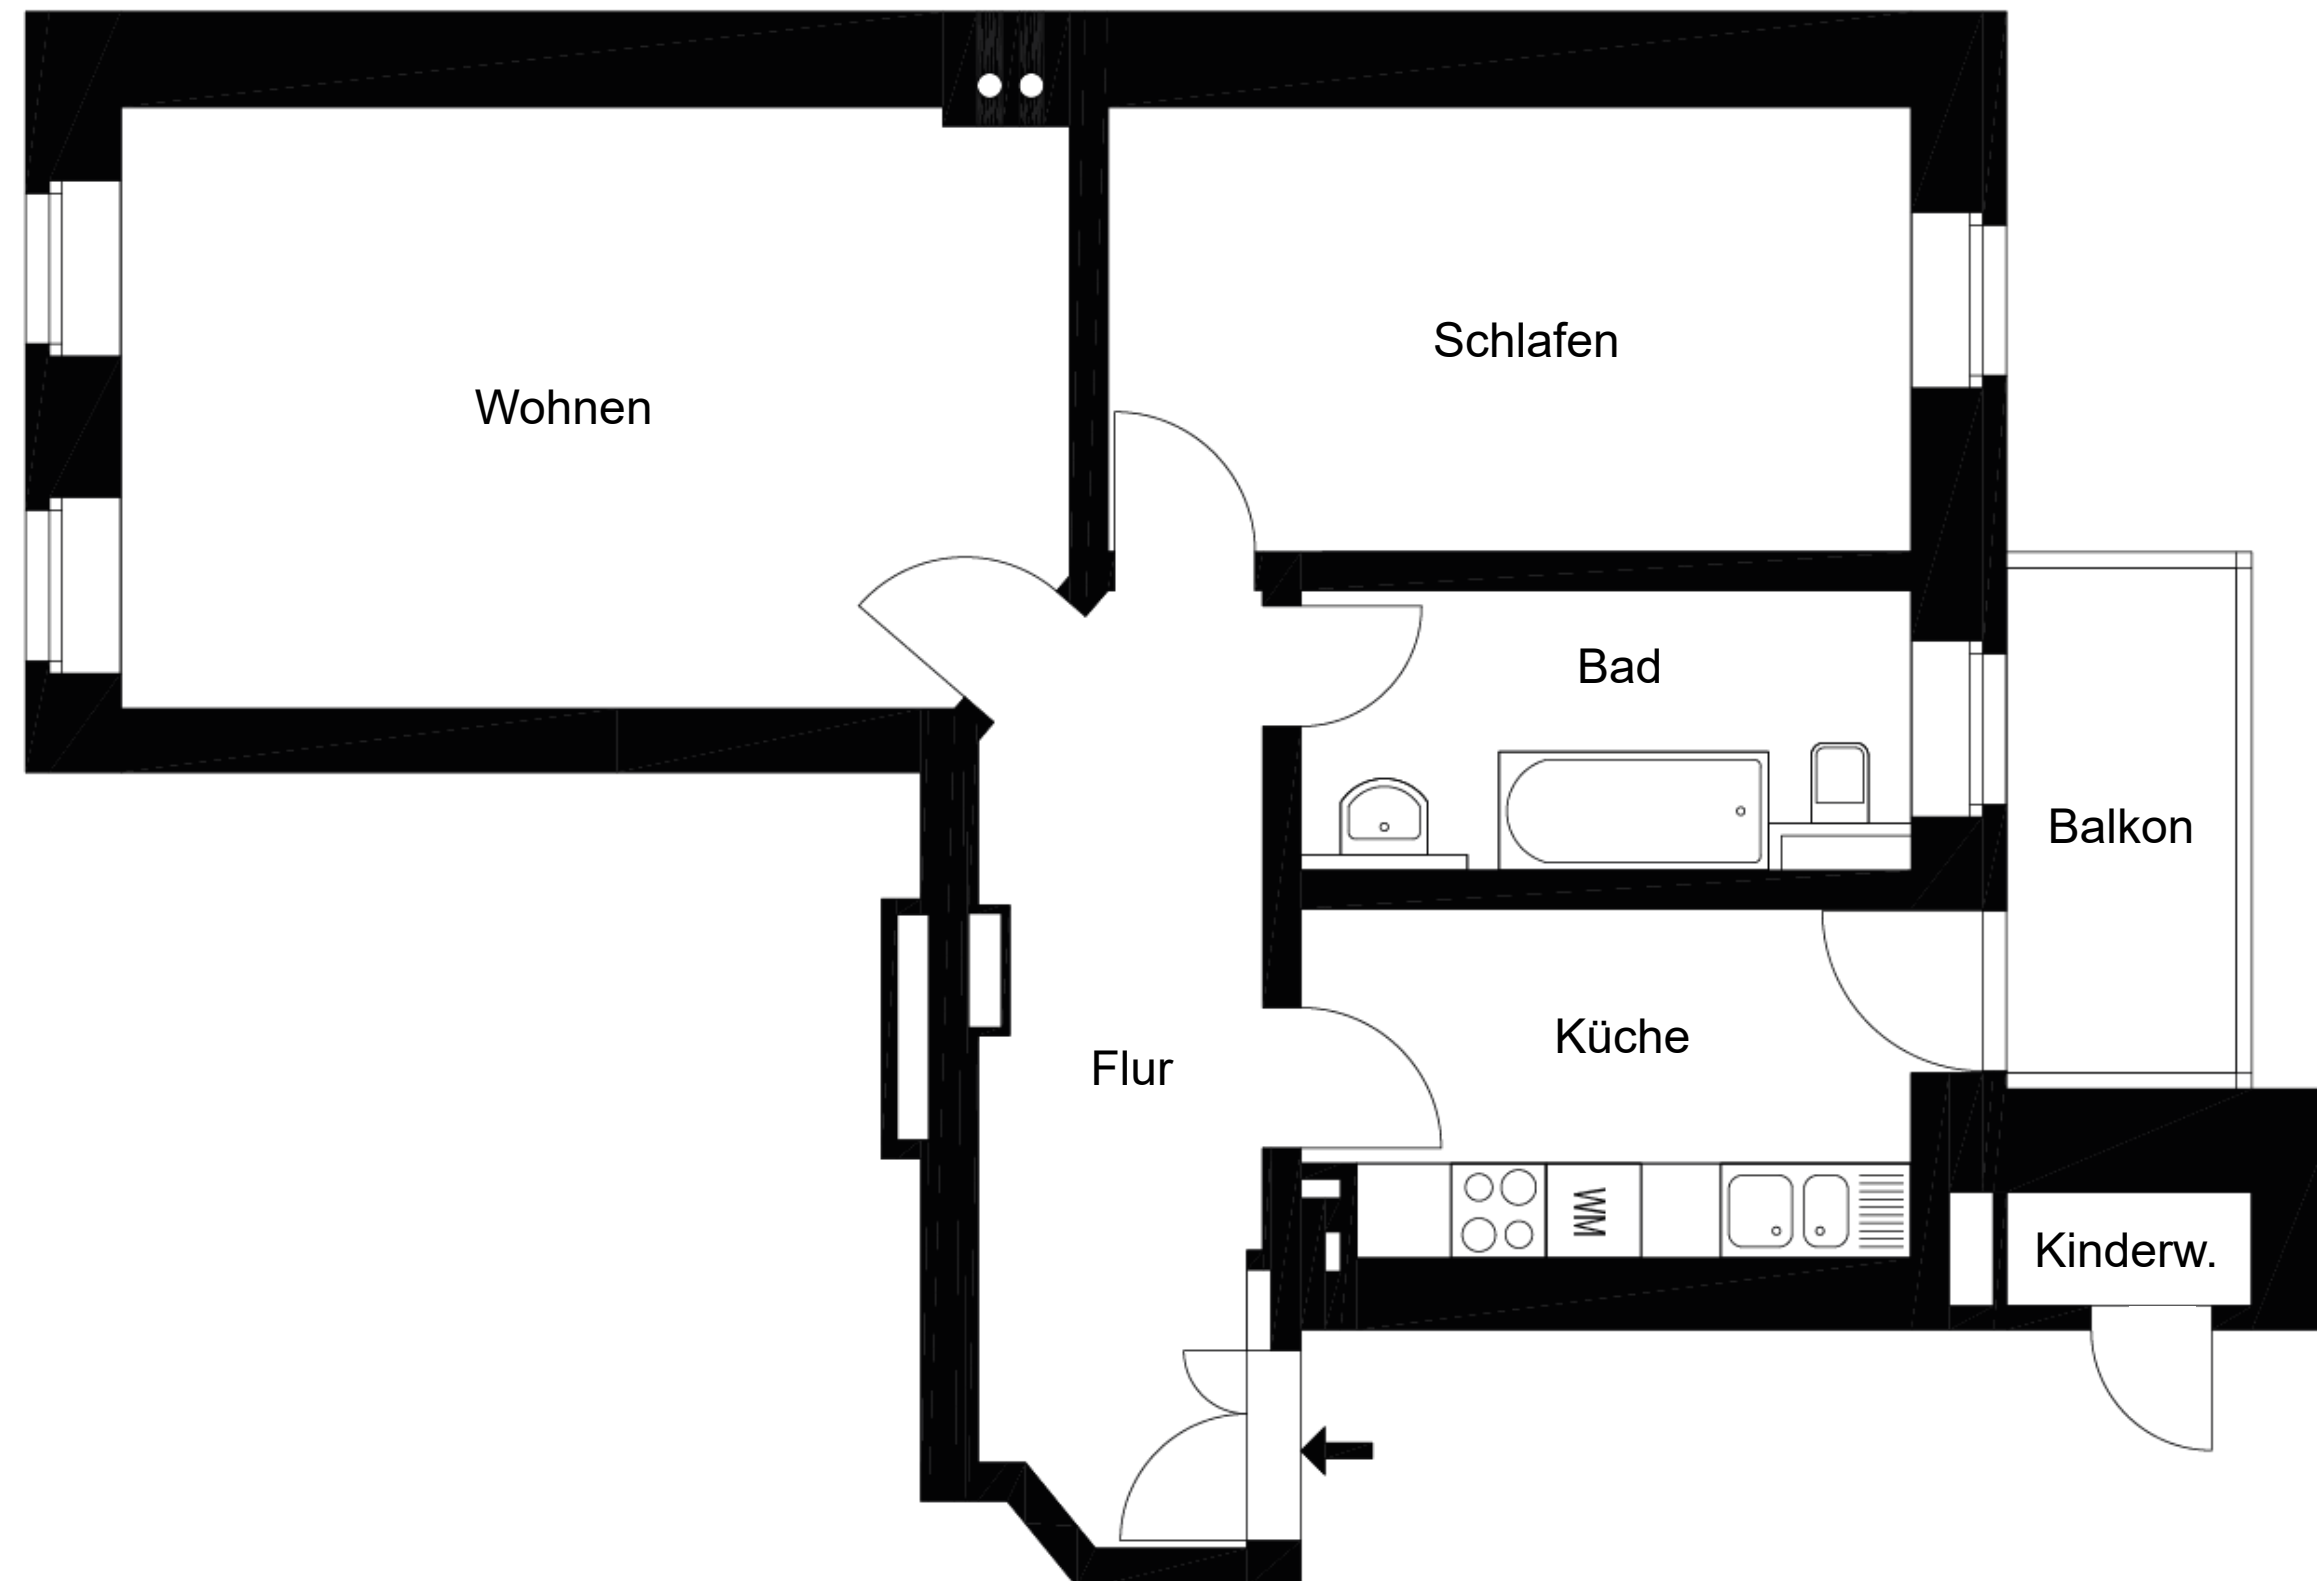 Schlafen
Wohnen
Bad
Balkon
Küche
Flur
WM
Kinderw.